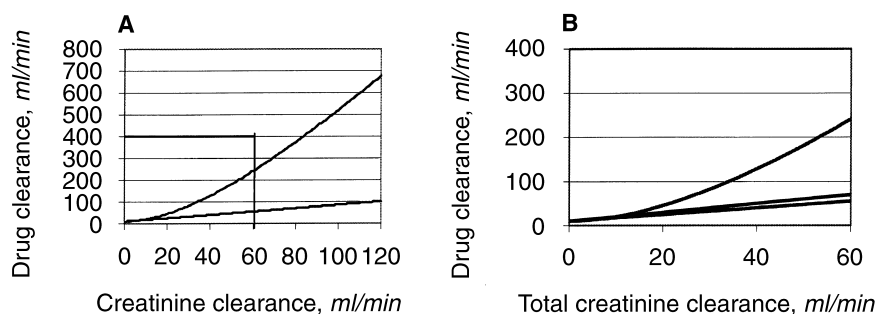 A
Drug clearance, ml/min
800
700
600
500
400
300
200
100
0
0 20 40 60 80 100 120
Creatinine clearance, ml/min
B
Drug clearance, ml/min
400
300
200
100
0
0 20 40 60
Total creatinine clearance, ml/min